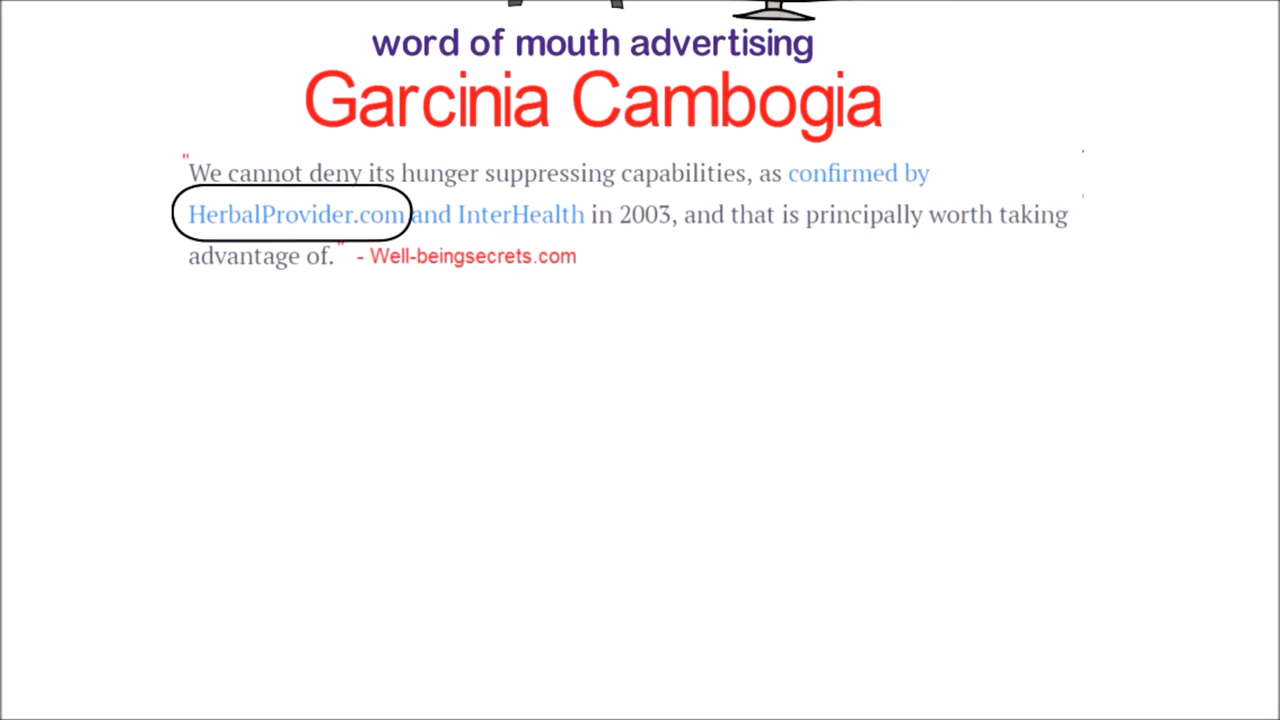 word of mouth advertising
Garcinia Cambogia
"We cannot deny its hunger suppressing capabilities, as confirmed by
HerbalProvider.com and InterHealth in 2003, and that is principally worth taking
advantage of." - Well-beingsecrets.com